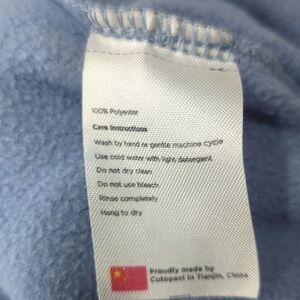 100% Polyester
Care Instructions
Wash by hand or gentle machine cycle
Use cold water with light detergent
Do not dry clean
Do not use bleach
Rinse completely
Hang to dry
Proudly made by
Cotopaxi in Tianjin, China